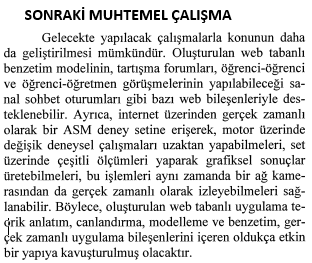 SONRAKİ MUHTEMEL ÇALIŞMA
Gelecekte yapılacak çalışmalarla konunun daha
da geliştirilmesi mümkündür. Oluşturulan web tabanlı
benzetim modelinin, tartışma forumları, öğrenci-öğrenci
ve öğrenci-öğretmen görüşmelerinin yapılabileceği sa-
nal sohbet oturumları gibi bazı web bileşenleriyle des-
teklenebilir. Ayrıca, internet üzerinden gerçek zamanlı
olarak bir ASM deney setine erişerek, motor üzerinde
değişik deneysel çalışmaları uzaktan yapabilmeleri, set
üzerinde çeşitli ölçümleri yaparak grafiksel sonuçlar
üretebilmeleri, bu işlemleri aynı zamanda bir ağ kame-
rasından da gerçek zamanlı olarak izleyebilmeleri sağ-
lanabilir. Böylece, oluşturulan web tabanlı uygulama te-
orik anlatım, canlandırma, modelleme ve benzetim, ger-
çek zamanlı uygulama bileşenlerini içeren oldukça etkin
bir yapıya kavuşturulmuş olacaktır.